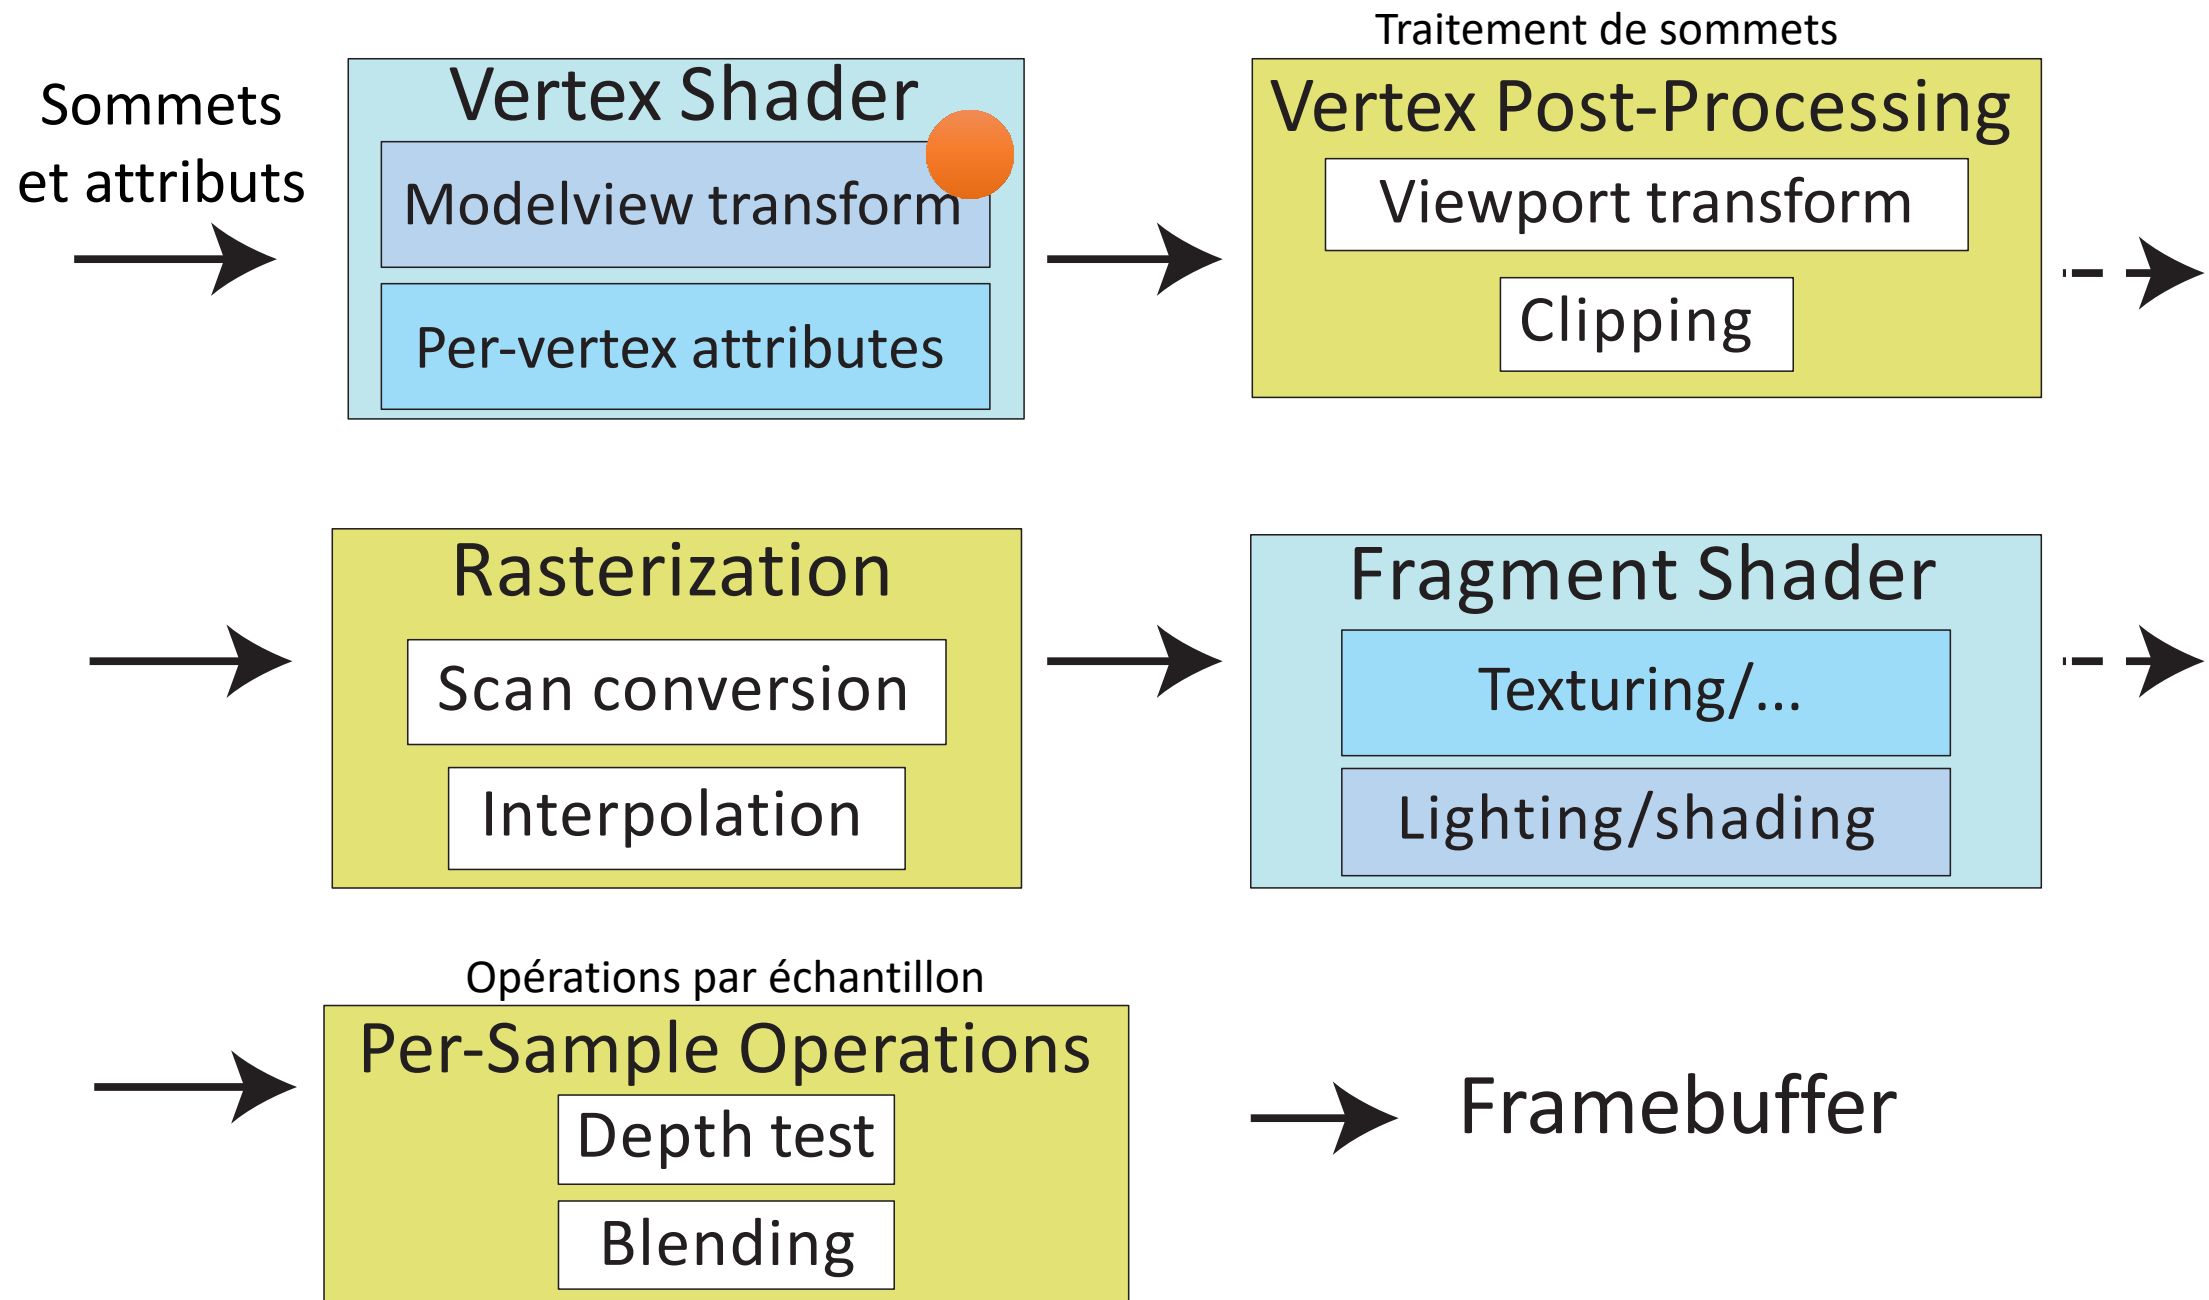 Sommets
et attributs
Vertex Shader
Modelview transform
Per-vertex attributes
Traitement de sommets
Vertex Post-Processing
Viewport transform
Clipping
Rasterization
Scan conversion
Interpolation
Fragment Shader
Texturing/...
Lighting/shading
Opérations par échantillon
Per-Sample Operations
Depth test
Blending
Framebuffer